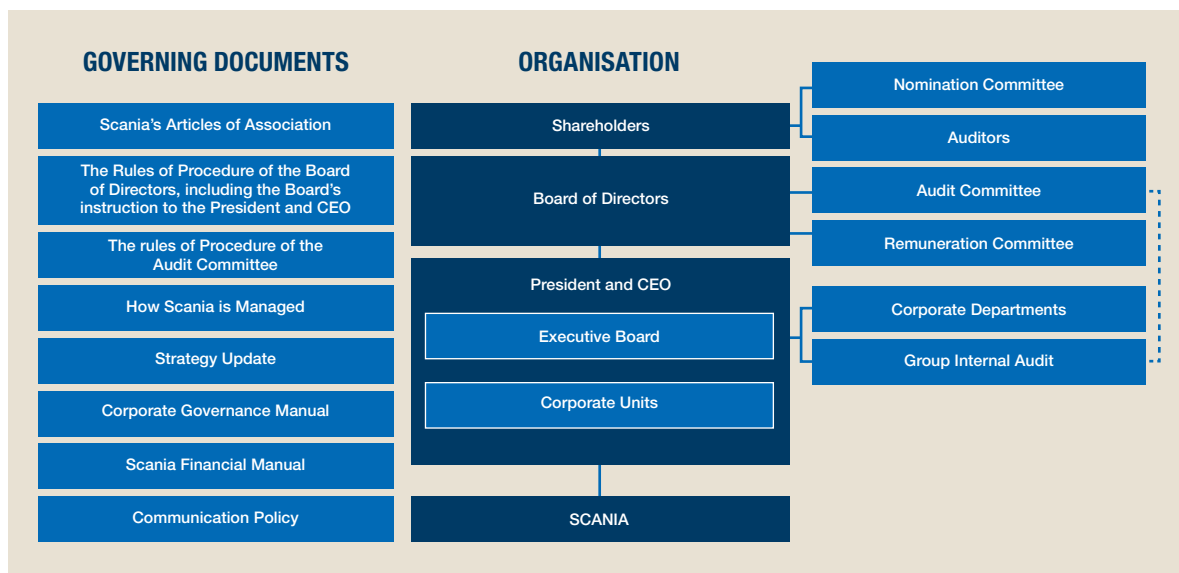 GOVERNING DOCUMENTS
Scania's Articles of Association
The Rules of Procedure of the Board
of Directors, including the Board's
instruction to the President and CEO
The rules of Procedure of the
Audit Committee
How Scania is Managed
Strategy Update
Corporate Governance Manual
Scania Financial Manual
Communication Policy
ORGANISATION
Shareholders
Board of Directors
President and CEO
Executive Board
Corporate Units
SCANIA
Nomination Committee
Auditors
Audit Committee
Remuneration Committee
Corporate Departments
Group Internal Audit